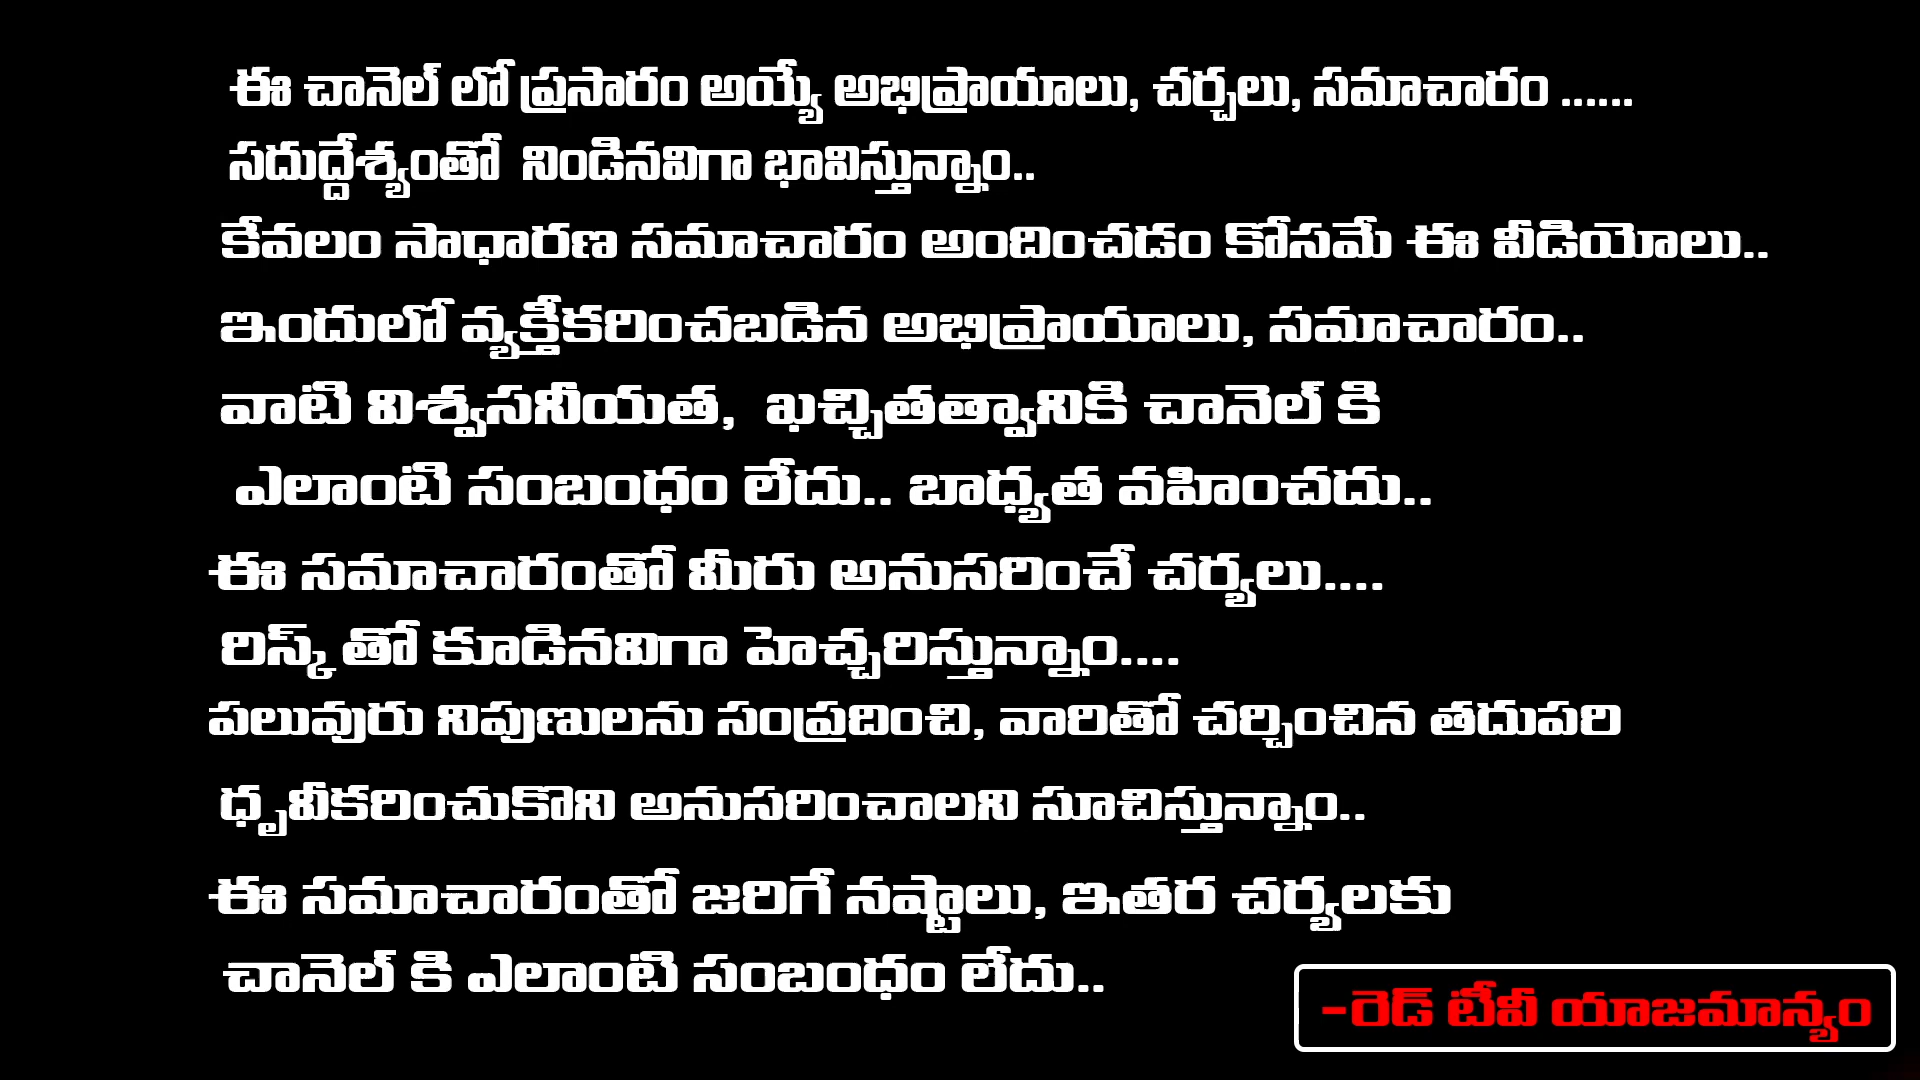 ఈ చానెల్ లో ప్రసారం అయ్యే అభిప్రాయాలు, చర్చలు, సమాచారం ......
సదుద్దేశ్యంతో నిండినవిగా భావిస్తున్నాం..
కేవలం సాధారణ సమాచారం అందించడం కోసమే ఈ వీడియోలు..
ఇందులో వ్యక్తీకరించబడిన అభిప్రాయాలు, సమాచారం..
వాటి విశ్వసనీయత, ఖచ్చితత్వానికి చానెల్ కి
ఎలాంటి సంబంధం లేదు.. బాధ్యత వహించదు..
ఈ సమాచారంతో మీరు అనుసరించే చర్యలు....
రిస్క్ తో కూడినవిగా హెచ్చరిస్తున్నాం....
పలువురు నిపుణులను సంప్రదించి, వారితో చర్చించిన తదుపరి
ధృవీకరించుకొని అనుసరించాలని సూచిస్తున్నాం..
ఈ సమాచారంతో జరిగే నష్టాలు, ఇతర చర్యలకు
చానెల్ కి ఎలాంటి సంబంధం లేదు..
-రెడ్ టీవీ యాజమాన్యం